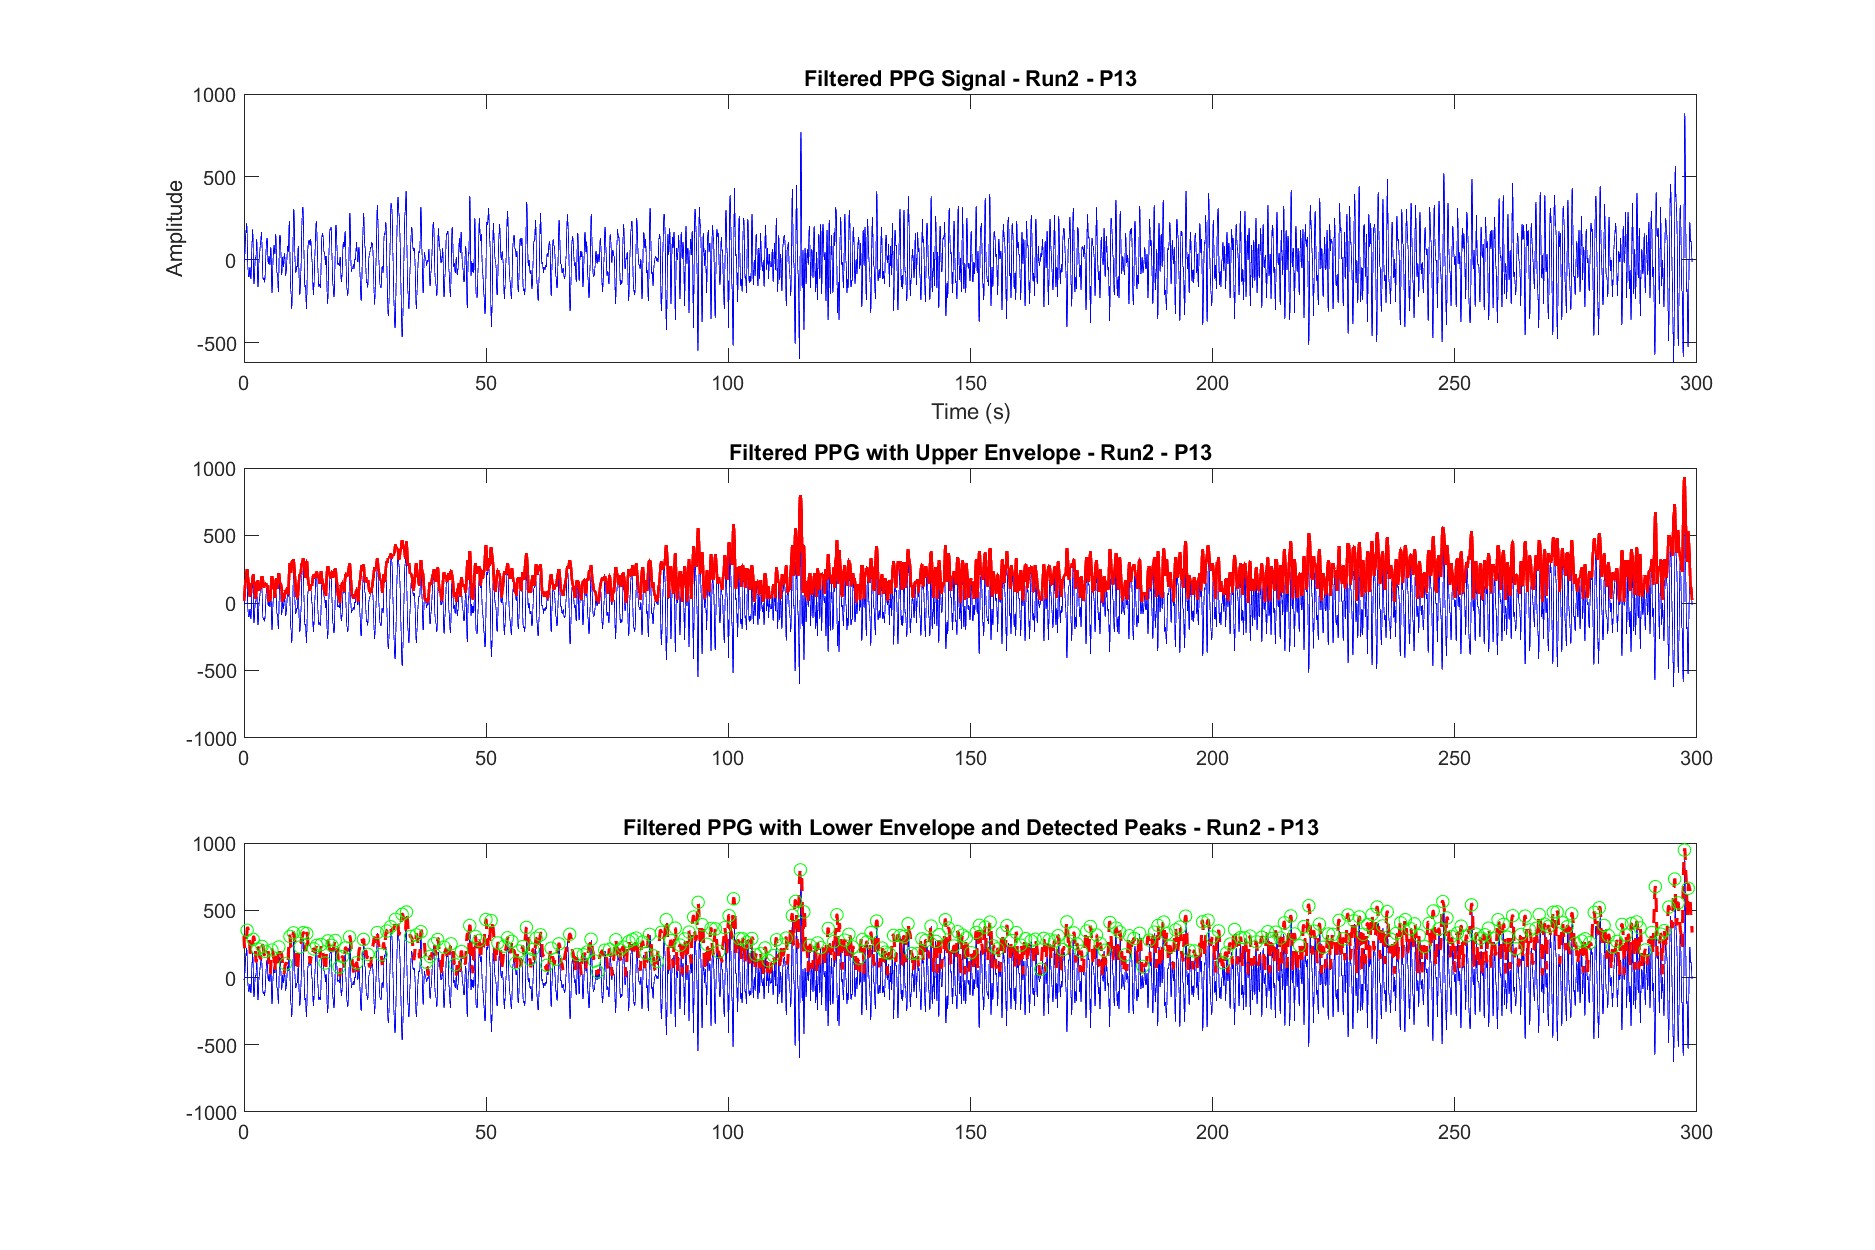 Filtered PPG Signal - Run2 - P13
1000
500
0
-500
Amplitude
0 50 100 150 200 250 300
Time (s)
Filtered PPG with Upper Envelope - Run2 - P13
1000
500
0
-500
-1000
0 50 100 150 200 250 300
Filtered PPG with Lower Envelope and Detected Peaks - Run2 - P13
1000
500
0
-500
-1000
0 50 100 150 200 250 300